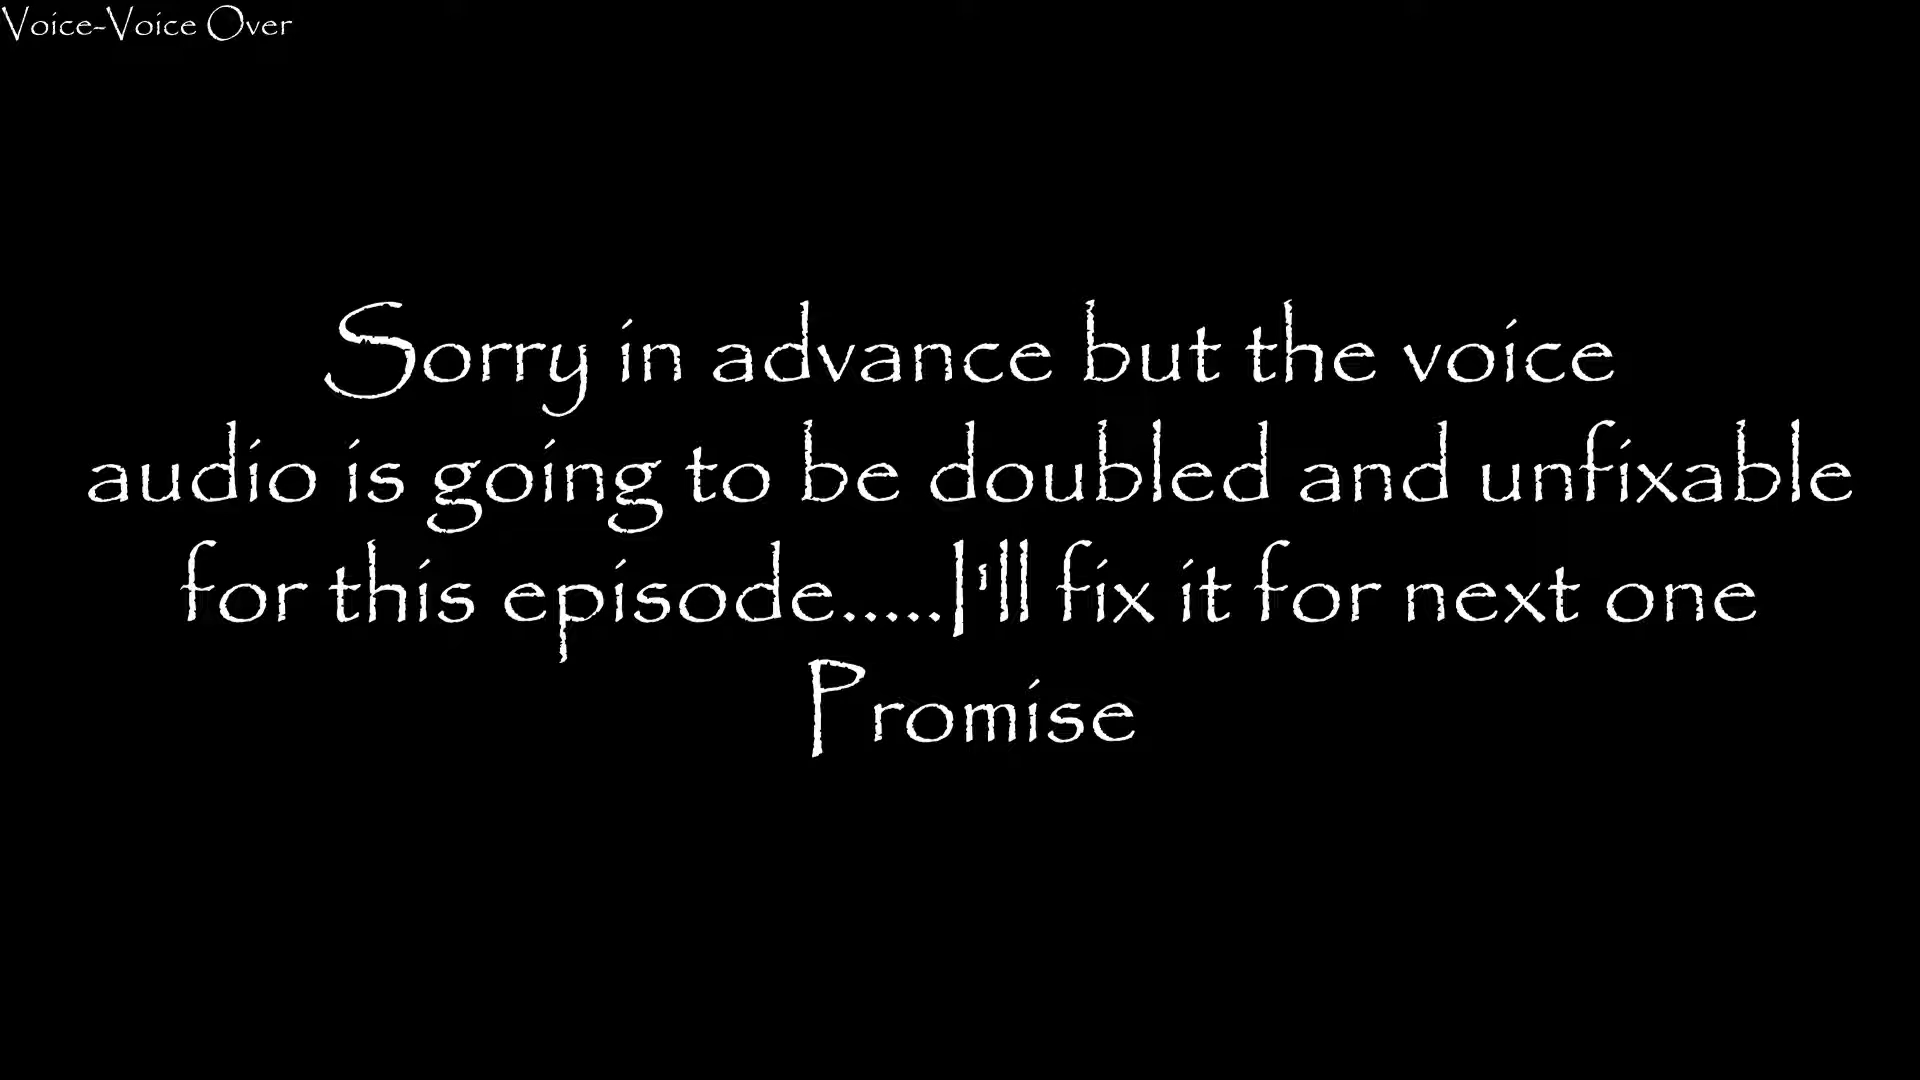 Voice-Voice Over
Sorry in advance but the voice
audio is going to be doubled and unfixable
for this episode.....I'll fix it for next one
Promise